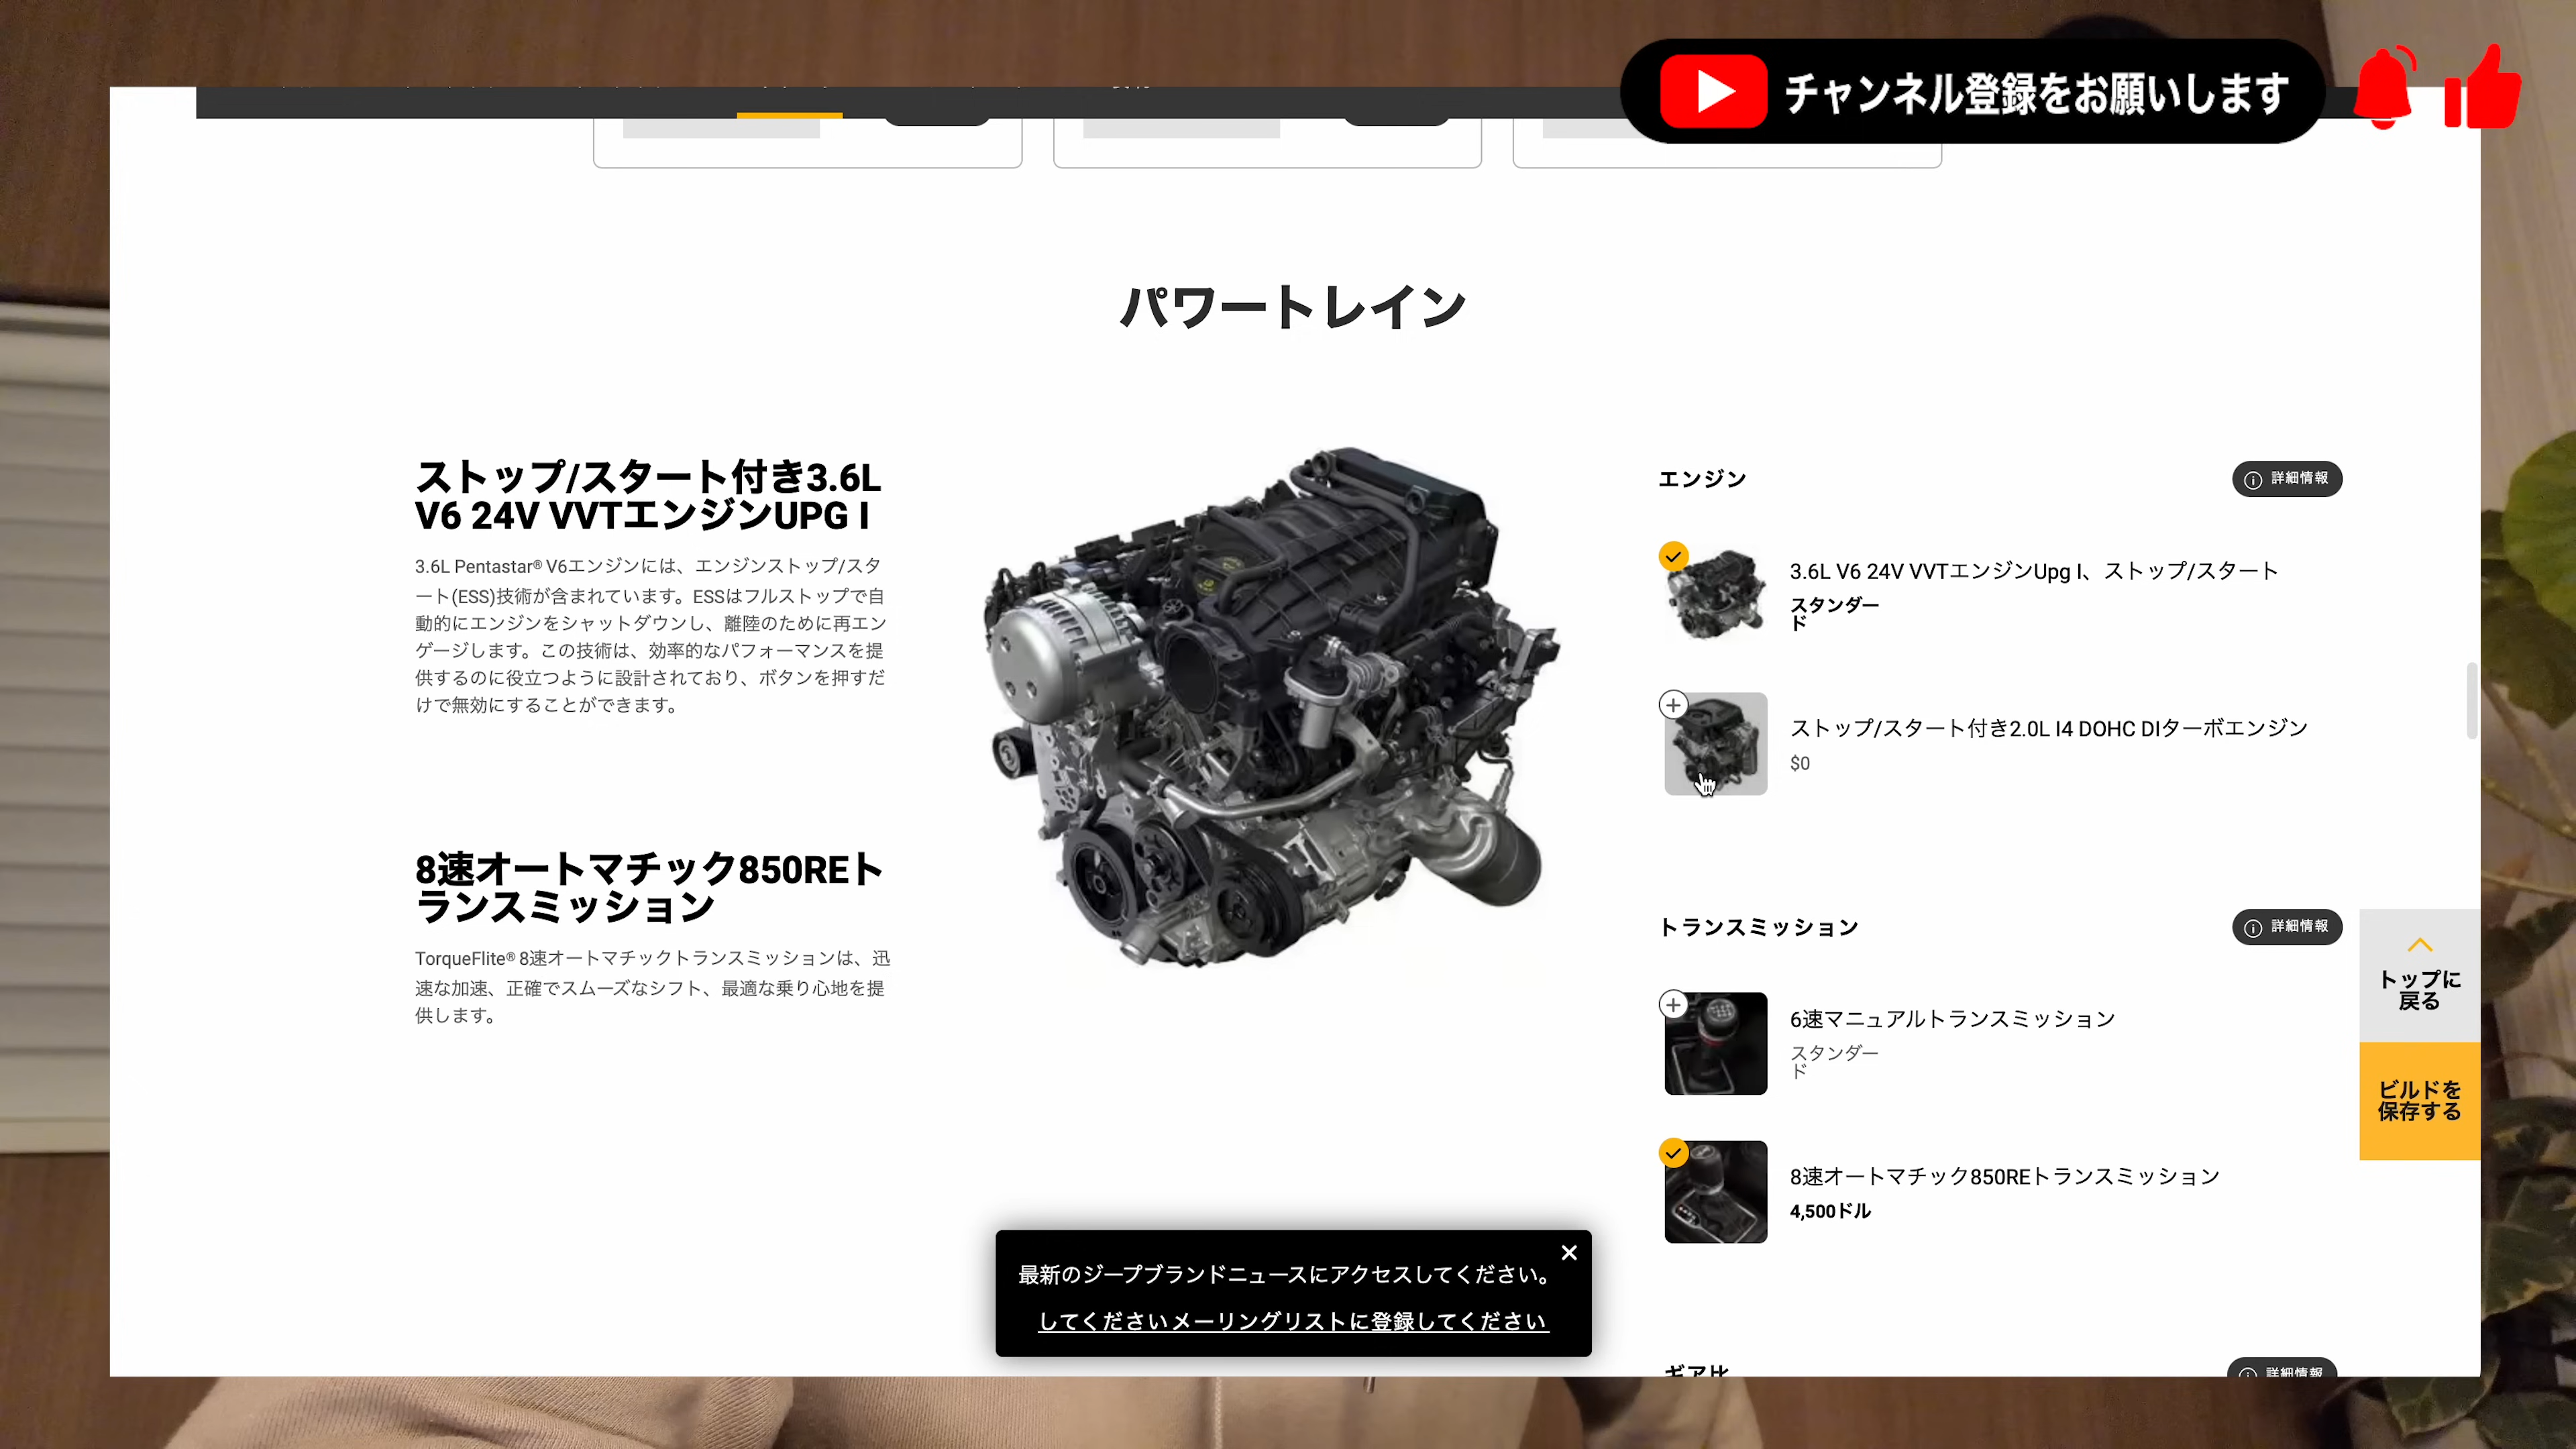 チャンネル登録をお願いします
パワートレイン
ストップ/スタート付き3.6L
V6 24V VVTエンジンUPG I
3.6L Pentastar® V6エンジンには、エンジンストップ/スタ
ート(ESS)技術が含まれています。ESSはフルストップで自
動的にエンジンをシャットダウンし、離陸のために再エン
ゲージします。この技術は、効率的なパフォーマンスを提
供するのに役立つように設計されており、ボタンを押すだ
けで無効にすることができます。
8速オートマチック850REト
ランスミッション
TorqueFlite® 8速オートマチックトランスミッションは、迅
速な加速、正確でスムーズなシフト、最適な乗り心地を提
供します。
エンジン
詳細情報
3.6L V6 24V VVTエンジンUpg I、ストップ/スタート
スタンダー
ド
ストップ/スタート付き2.0L I4 DOHC DIターボエンジン
$0
トランスミッション
詳細情報
6速マニュアルトランスミッション
スタンダー
ド
8速オートマチック850REトランスミッション
4,500ドル
ギア比
詳細情報
トップに
戻る
ビルドを
保存する
最新のジープブランドニュースにアクセスしてください。
してくださいメーリングリストに登録してください